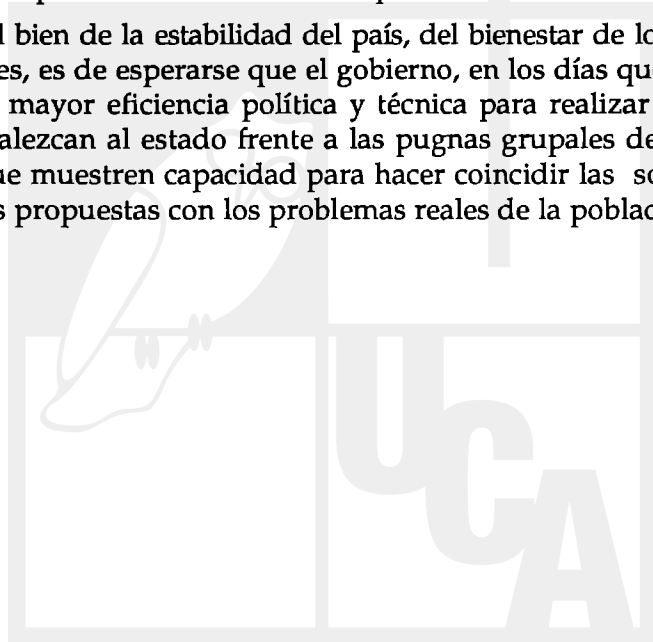 l bien de la estabilidad del país, del bienestar de lo
es, es de esperarse que el gobierno, en los días que
mayor eficiencia política y técnica para realizar
alezcan al estado frente a las pugnas grupales de
ue muestren capacidad para hacer coincidir las so
s propuestas con los problemas reales de la poblac
UCA